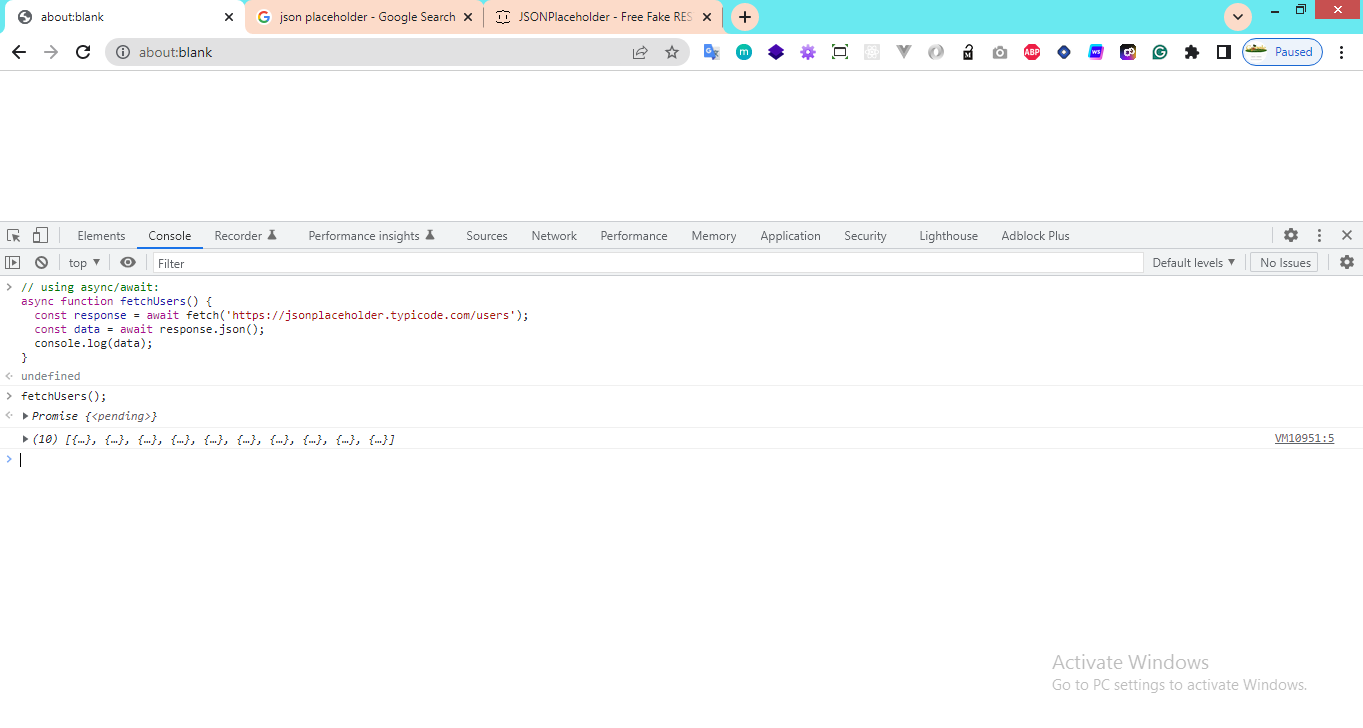 about:blank
json placeholder - Google Search
JSONPlaceholder - Free Fake RES
about:blank
Paused
Elements Console Recorder Performance insights Sources Network Performance Memory Application Security Lighthouse Adblock Plus
top Filter Default levels No Issues
// using async/await:
async function fetchUsers() {
const response = await fetch('https://jsonplaceholder.typicode.com/users');
const data = await response.json();
console.log(data);
}
undefined
fetchUsers();
Promise {<pending>}
(10) [{…}, {…}, {…}, {…}, {…}, {…}, {…}, {…}, {…}, {…}] VM10951:5
Activate Windows
Go to PC settings to activate Windows.